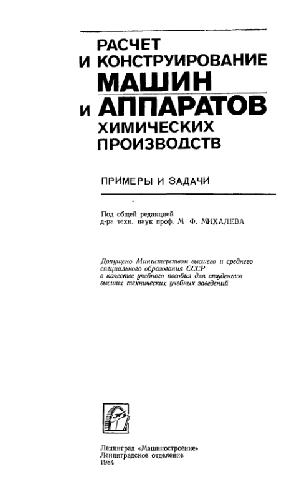 РАСЧЕТ
И КОНСТРУИРОВАНИЕ
МАШИН
И АППАРАТОВ
ХИМИЧЕСКИХ
ПРОИЗВОДСТВ
ПРИМЕРЫ И ЗАДАЧИ
Под общей редакцией
д-ра техн. наук проф. М. Ф. МИХАЛЕВА
Допущено Министерством высшего и среднего
специального образования СССР
в качестве учебного пособия для студентов
высших технических учебных заведений
Ленинград «Машиностроение»
Ленинградское отделение